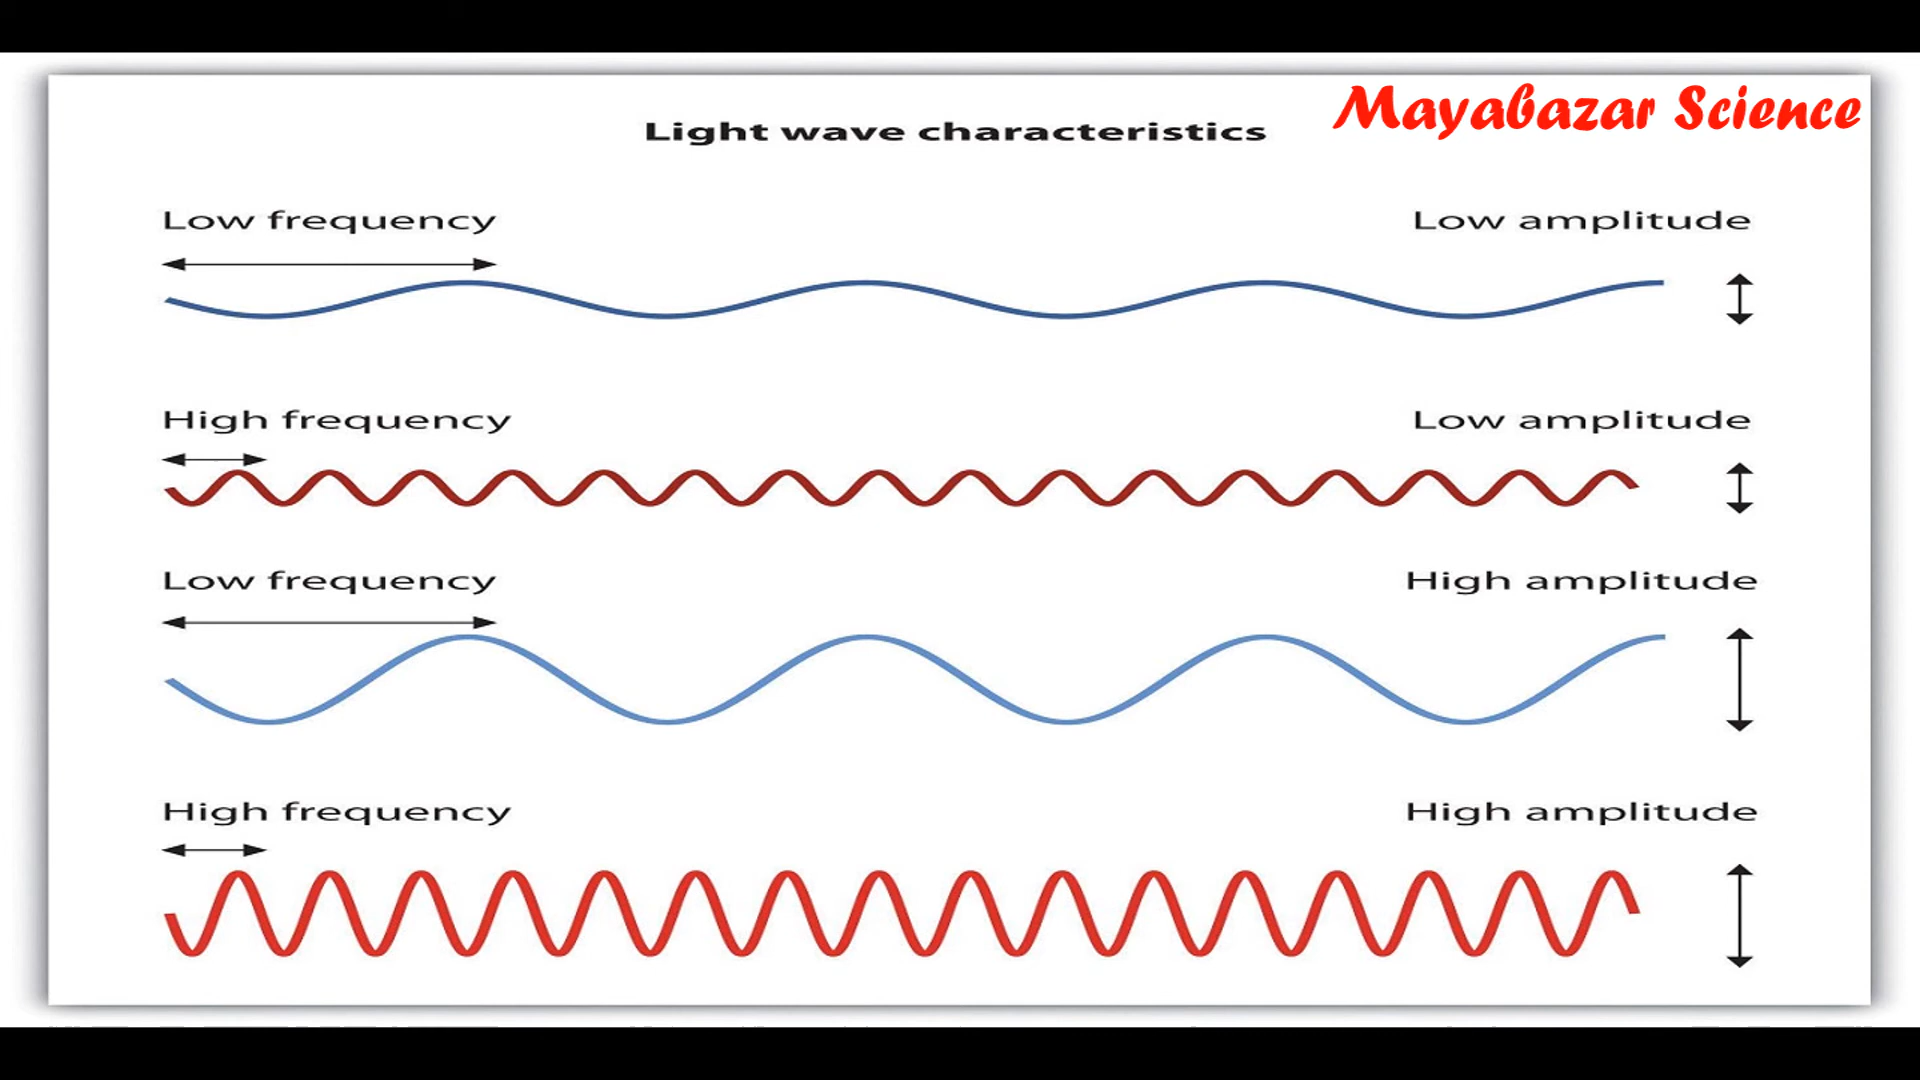 Mayabazar Science
Light wave characteristics
Low frequency
Low amplitude
High frequency
Low amplitude
Low frequency
High amplitude
High frequency
High amplitude